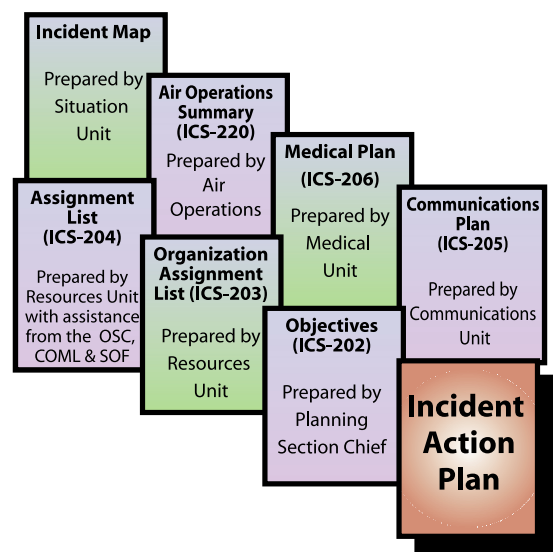 Incident Map
Prepared by
Situation
Unit
Air Operations
Summary
(ICS-220)
Prepared by
Air
Operations
Medical Plan
(ICS-206)
Prepared by
Medical
Unit
Communications
Plan
(ICS-205)
Prepared by
Communications
Unit
Assignment
List
(ICS-204)
Prepared by
Resources Unit
with assistance
from the OSC,
COML & SOF
Organization
Assignment
List (ICS-203)
Prepared by
Resources
Unit
Objectives
(ICS-202)
Prepared by
Planning
Section Chief
Incident
Action
Plan